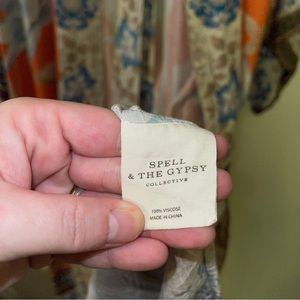 SPELL
& THE GYPSY
COLLECTIVE
100% VISCOSE
MADE IN CHINA